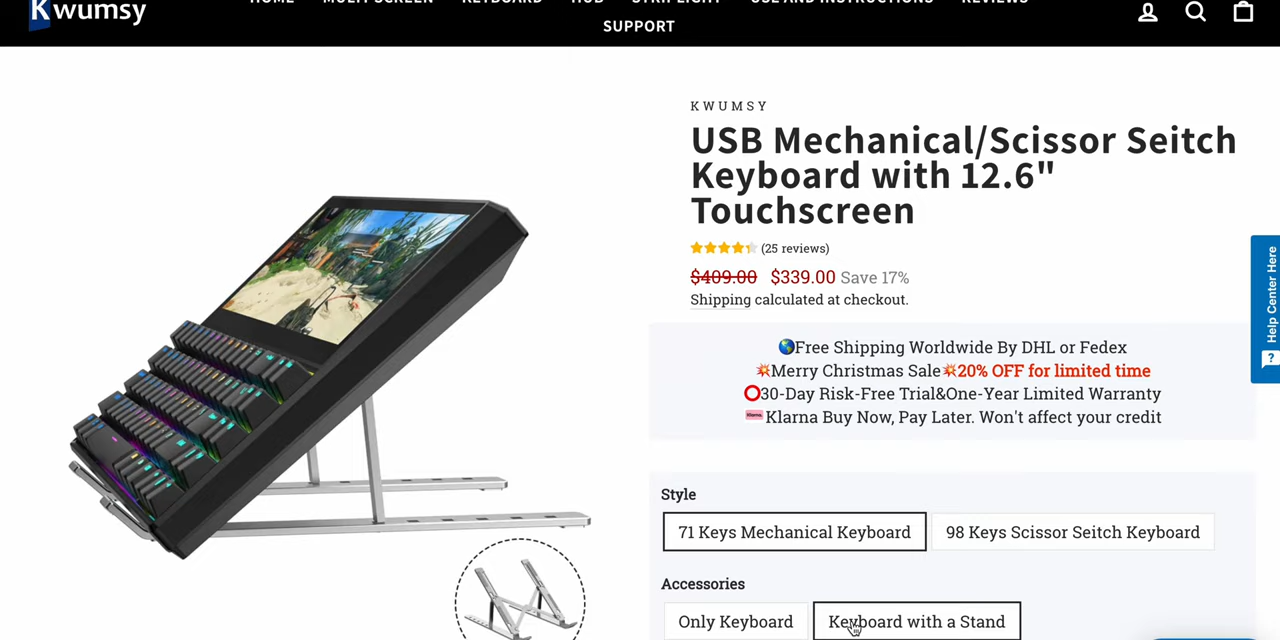 Kwumsy
HOME MULTI-SCREEN KEYBOARD HUB STRIPLIGHT USE AND INSTRUCTIONS REVIEWS
SUPPORT
KWUMSY
USB Mechanical/Scissor Seitch
Keyboard with 12.6"
Touchscreen
(25 reviews)
$409.00 $339.00 Save 17%
Shipping calculated at checkout.
🌎Free Shipping Worldwide By DHL or Fedex
💥Merry Christmas Sale💥20% OFF for limited time
⭕30-Day Risk-Free Trial&One-Year Limited Warranty
Klarna. Klarna Buy Now, Pay Later. Won't affect your credit
Help Center Here
?
Style
71 Keys Mechanical Keyboard 98 Keys Scissor Seitch Keyboard
Accessories
Only Keyboard Keyboard with a Stand